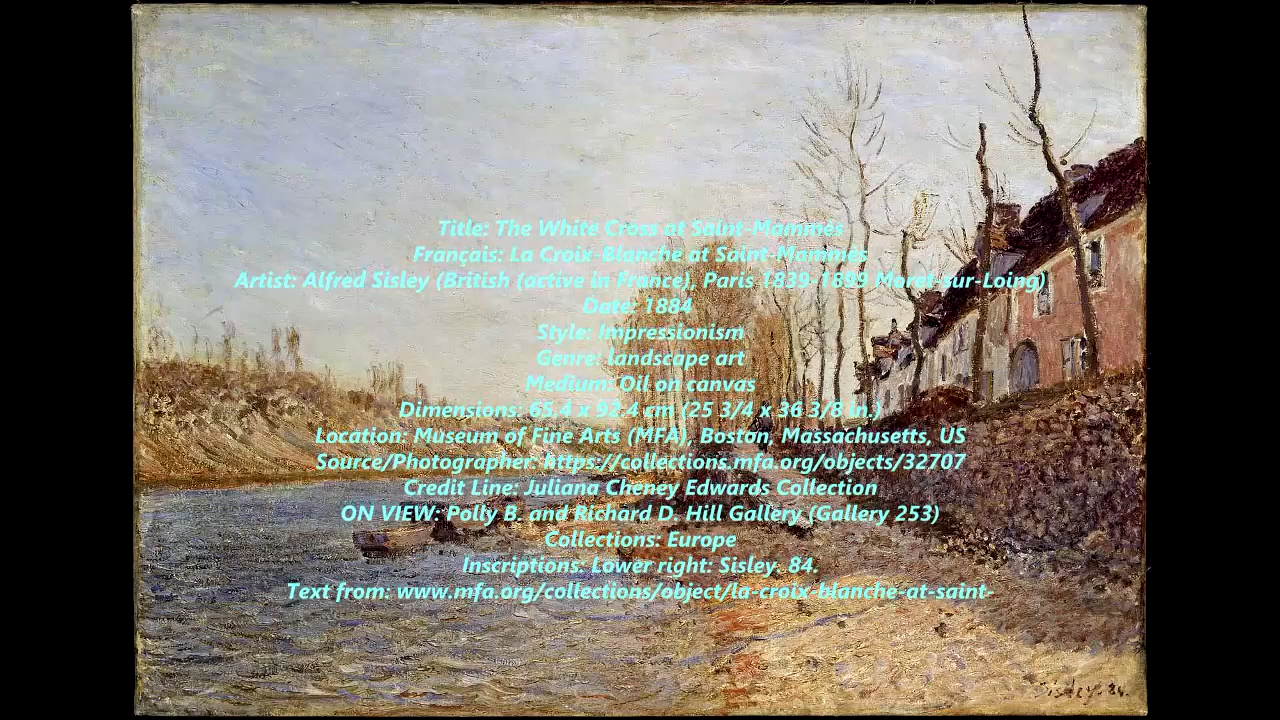 Title: The White Cross at Saint-Mammès
Français: La Croix-Blanche at Saint-Mammès
Artist: Alfred Sisley (British (active in France), Paris 1839-1899 Moret-sur-Loing)
Date: 1884
Style: Impressionism
Genre: landscape art
Medium: Oil on canvas
Dimensions: 65.4 x 92.4 cm (25 3/4 x 36 3/8 in.)
Location: Museum of Fine Arts (MFA), Boston, Massachusetts, US
Source/Photographer: https://collections.mfa.org/objects/32707
Credit Line: Juliana Cheney Edwards Collection
ON VIEW: Polly B. and Richard D. Hill Gallery (Gallery 253)
Collections: Europe
Inscriptions: Lower right: Sisley. 84.
Text from: www.mfa.org/collections/object/la-croix-blanche-at-saint-
Sisley. 84.